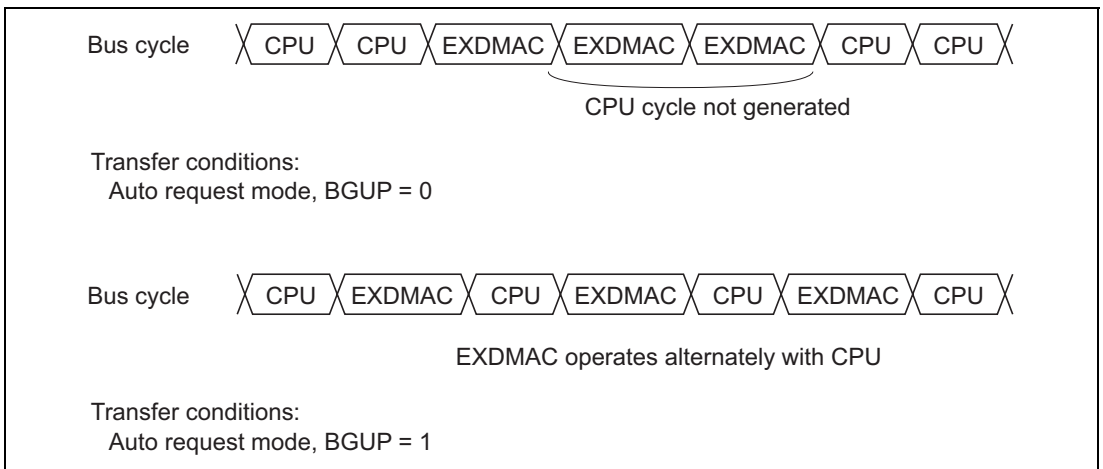 Bus cycle CPU CPU EXDMAC EXDMAC EXDMAC CPU CPU
CPU cycle not generated
Transfer conditions:
Auto request mode, BGUP = 0
Bus cycle CPU EXDMAC CPU EXDMAC CPU EXDMAC CPU
EXDMAC operates alternately with CPU
Transfer conditions:
Auto request mode, BGUP = 1